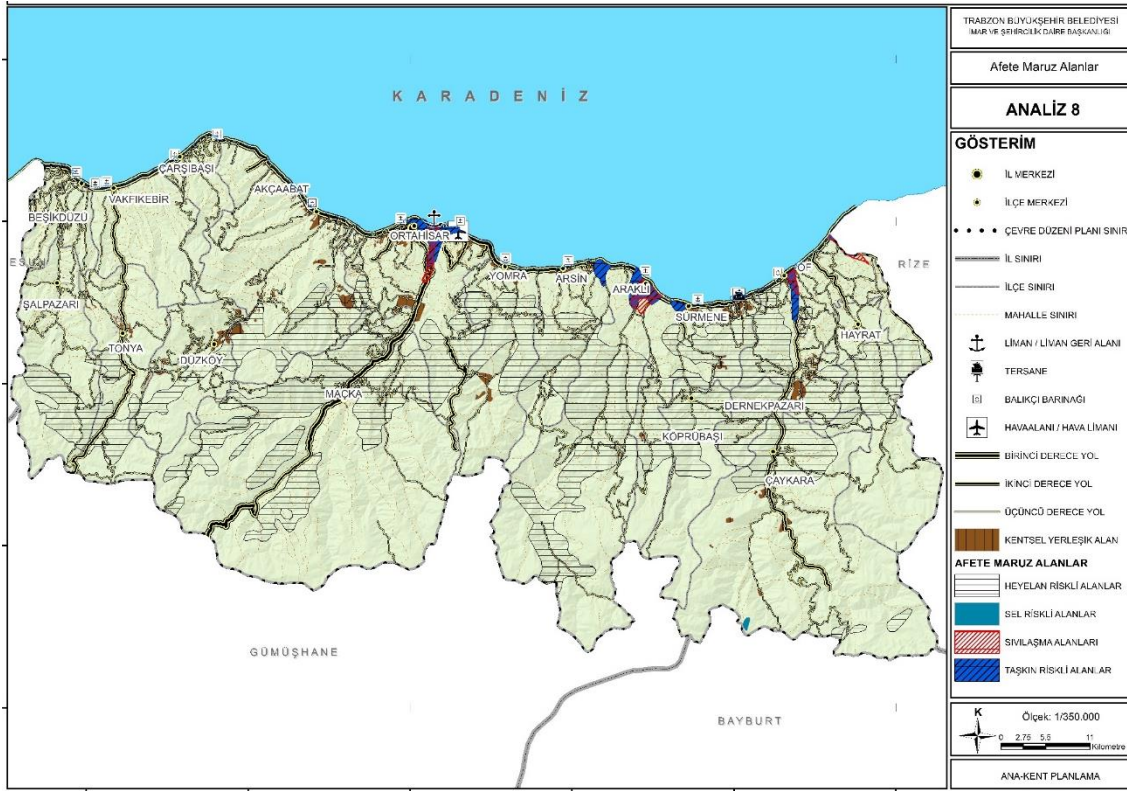 TRABZON BÜYÜKŞEHİR BELEDİYESİ
İMAR VE ŞEHİRCİLİK DAİRE BAŞKANLIĞI
Afete Maruz Alanlar
ANALİZ 8
GÖSTERİM
İL MERKEZİ
İLÇE MERKEZİ
ÇEVRE DÜZENİ PLANI SINIR
İL SINIRI
İLÇE SINIRI
MAHALLE SINIRI
LİMAN / LİMAN GERİ ALANI
TERSANE
BALIKÇI BARINAĞI
HAVAALANI / HAVA LİMANI
BİRİNCİ DERECE YOL
İKİNCİ DERECE YOL
ÜÇÜNCÜ DERECE YOL
KENTSEL YERLEŞİK ALAN
AFETE MARUZ ALANLAR
HEYELAN RİSKLİ ALANLAR
SEL RİSKLİ ALANLAR
SIVILAŞMA ALANLARI
TAŞKIN RİSKLİ ALANLAR
K
Ölçek: 1/350.000
0 2.75 5.5 11
Kilometre
ANA-KENT PLANLAMA
KARADENİZ
ÇARŞIBAŞI
AKÇAABAT
VAKFIKEBİR
BEŞİKDÜZÜ
ORTAHİSAR
YOMRA
ARSİN
ARAKLI
SÜRMENE
OF
RİZE
ESUN
ŞALPAZARI
TONYA
DÜZKÖY
MAÇKA
HAYRAT
DERNEKPAZARI
KÖPRÜBAŞI
ÇAYKARA
GÜMÜŞHANE
BAYBURT